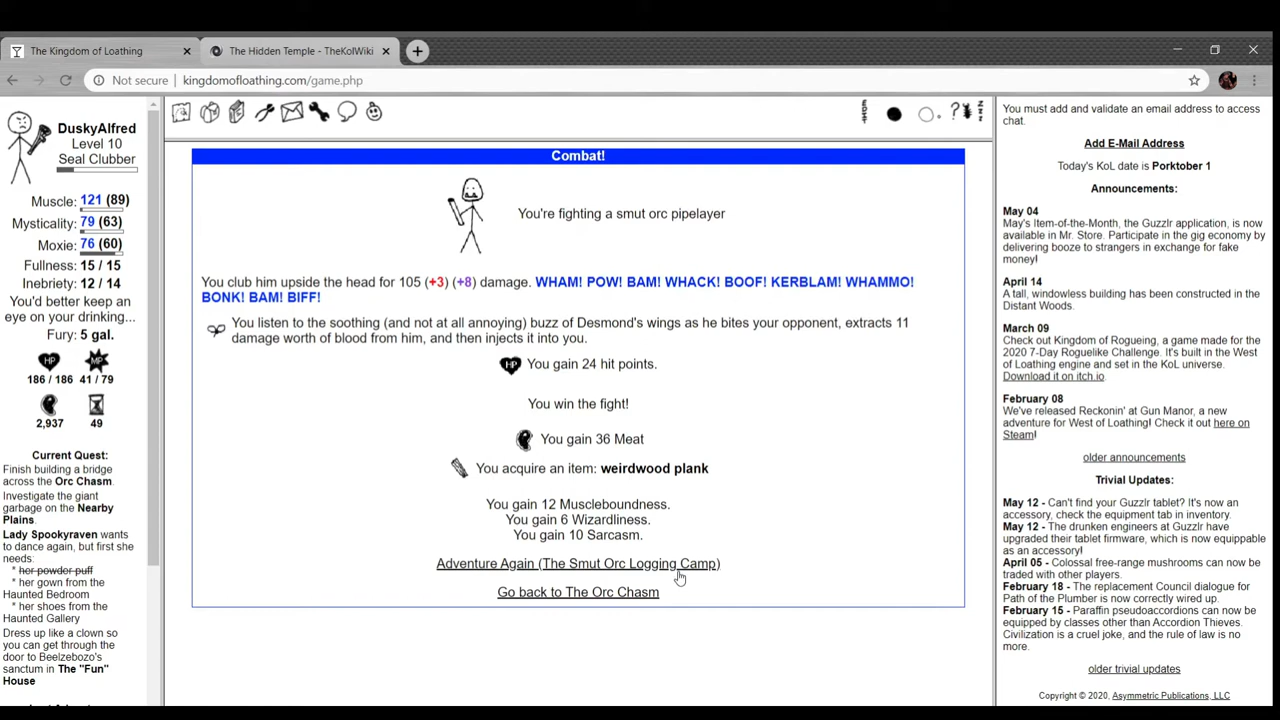 The Kingdom of Loathing
The Hidden Temple - TheKolWiki
Not secure | kingdomofloathing.com/game.php
DuskyAlfred
Level 10
Seal Clubber
Muscle: 121 (89)
Mysticality: 79 (63)
Moxie: 76 (60)
Fullness: 15 / 15
Inebriety: 12 / 14
You'd better keep an
eye on your drinking...
Fury: 5 gal.
HP MP
186 / 186 41 / 79
2,937 49
Current Quest:
Finish building a bridge
across the Orc Chasm.
Investigate the giant
garbage on the Nearby
Plains.
Lady Spookyraven wants
to dance again, but first she
needs:
* her powder puff
* her gown from the
Haunted Bedroom
* her shoes from the
Haunted Gallery
Dress up like a clown so
you can get through the
door to Beelzebozo's
sanctum in The "Fun"
House
Combat!
You're fighting a smut orc pipelayer
You club him upside the head for 105 (+3) (+8) damage. WHAM! POW! BAM! WHACK! BOOF! KERBLAM! WHAMMO!
BONK! BAM! BIFF!
You listen to the soothing (and not at all annoying) buzz of Desmond's wings as he bites your opponent, extracts 11
damage worth of blood from him, and then injects it into you.
HP You gain 24 hit points.
You win the fight!
You gain 36 Meat
You acquire an item: weirdwood plank
You gain 12 Muscleboundness.
You gain 6 Wizardliness.
You gain 10 Sarcasm.
Adventure Again (The Smut Orc Logging Camp)
Go back to The Orc Chasm
You must add and validate an email address to access
chat.
Add E-Mail Address
Today's KoL date is Porktober 1
Announcements:
May 04
May's Item-of-the-Month, the Guzzlr application, is now
available in Mr. Store. Participate in the gig economy by
delivering booze to strangers in exchange for fake
money!
April 14
A tall, windowless building has been constructed in the
Distant Woods.
March 09
Check out Kingdom of Rogueing, a game made for the
2020 7-Day Roguelike Challenge. It's built in the West
of Loathing engine and set in the KoL universe.
Download it on itch.io.
February 08
We've released Reckonin' at Gun Manor, a new
adventure for West of Loathing! Check it out here on
Steam!
older announcements
Trivial Updates:
May 12 - Can't find your Guzzlr tablet? It's now an
accessory, check the equipment tab in inventory.
May 12 - The drunken engineers at Guzzlr have
upgraded their tablet firmware, which is now equippable
as an accessory!
April 05 - Colossal free-range mushrooms can now be
traded with other players.
February 18 - The replacement Council dialogue for
Path of the Plumber is now correctly wired up.
February 15 - Paraffin pseudoaccordions can now be
equipped by classes other than Accordion Thieves.
Civilization is a cruel joke, and the rule of law is no
more.
older trivial updates
Copyright © 2020, Asymmetric Publications, LLC